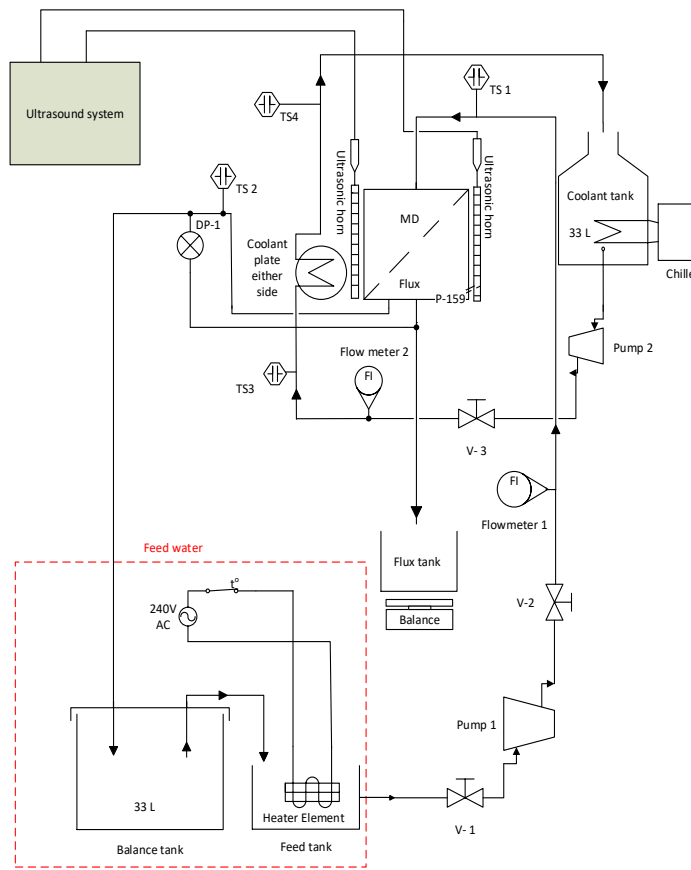 Ultrasound system
TS 1
TS4
Ultrasonic horn
Ultrasonic horn
TS 2
DP-1
Coolant
plate
either
side
MD
Flux
P-159
Coolant tank
33 L
Chille
Pump 2
Flow meter 2
TS3
FI
V- 3
FI
Flowmeter 1
Flux tank
Balance
Feed water
t°
240V
AC
V-2
Pump 1
33 L
Heater Element
Balance tank
Feed tank
V- 1